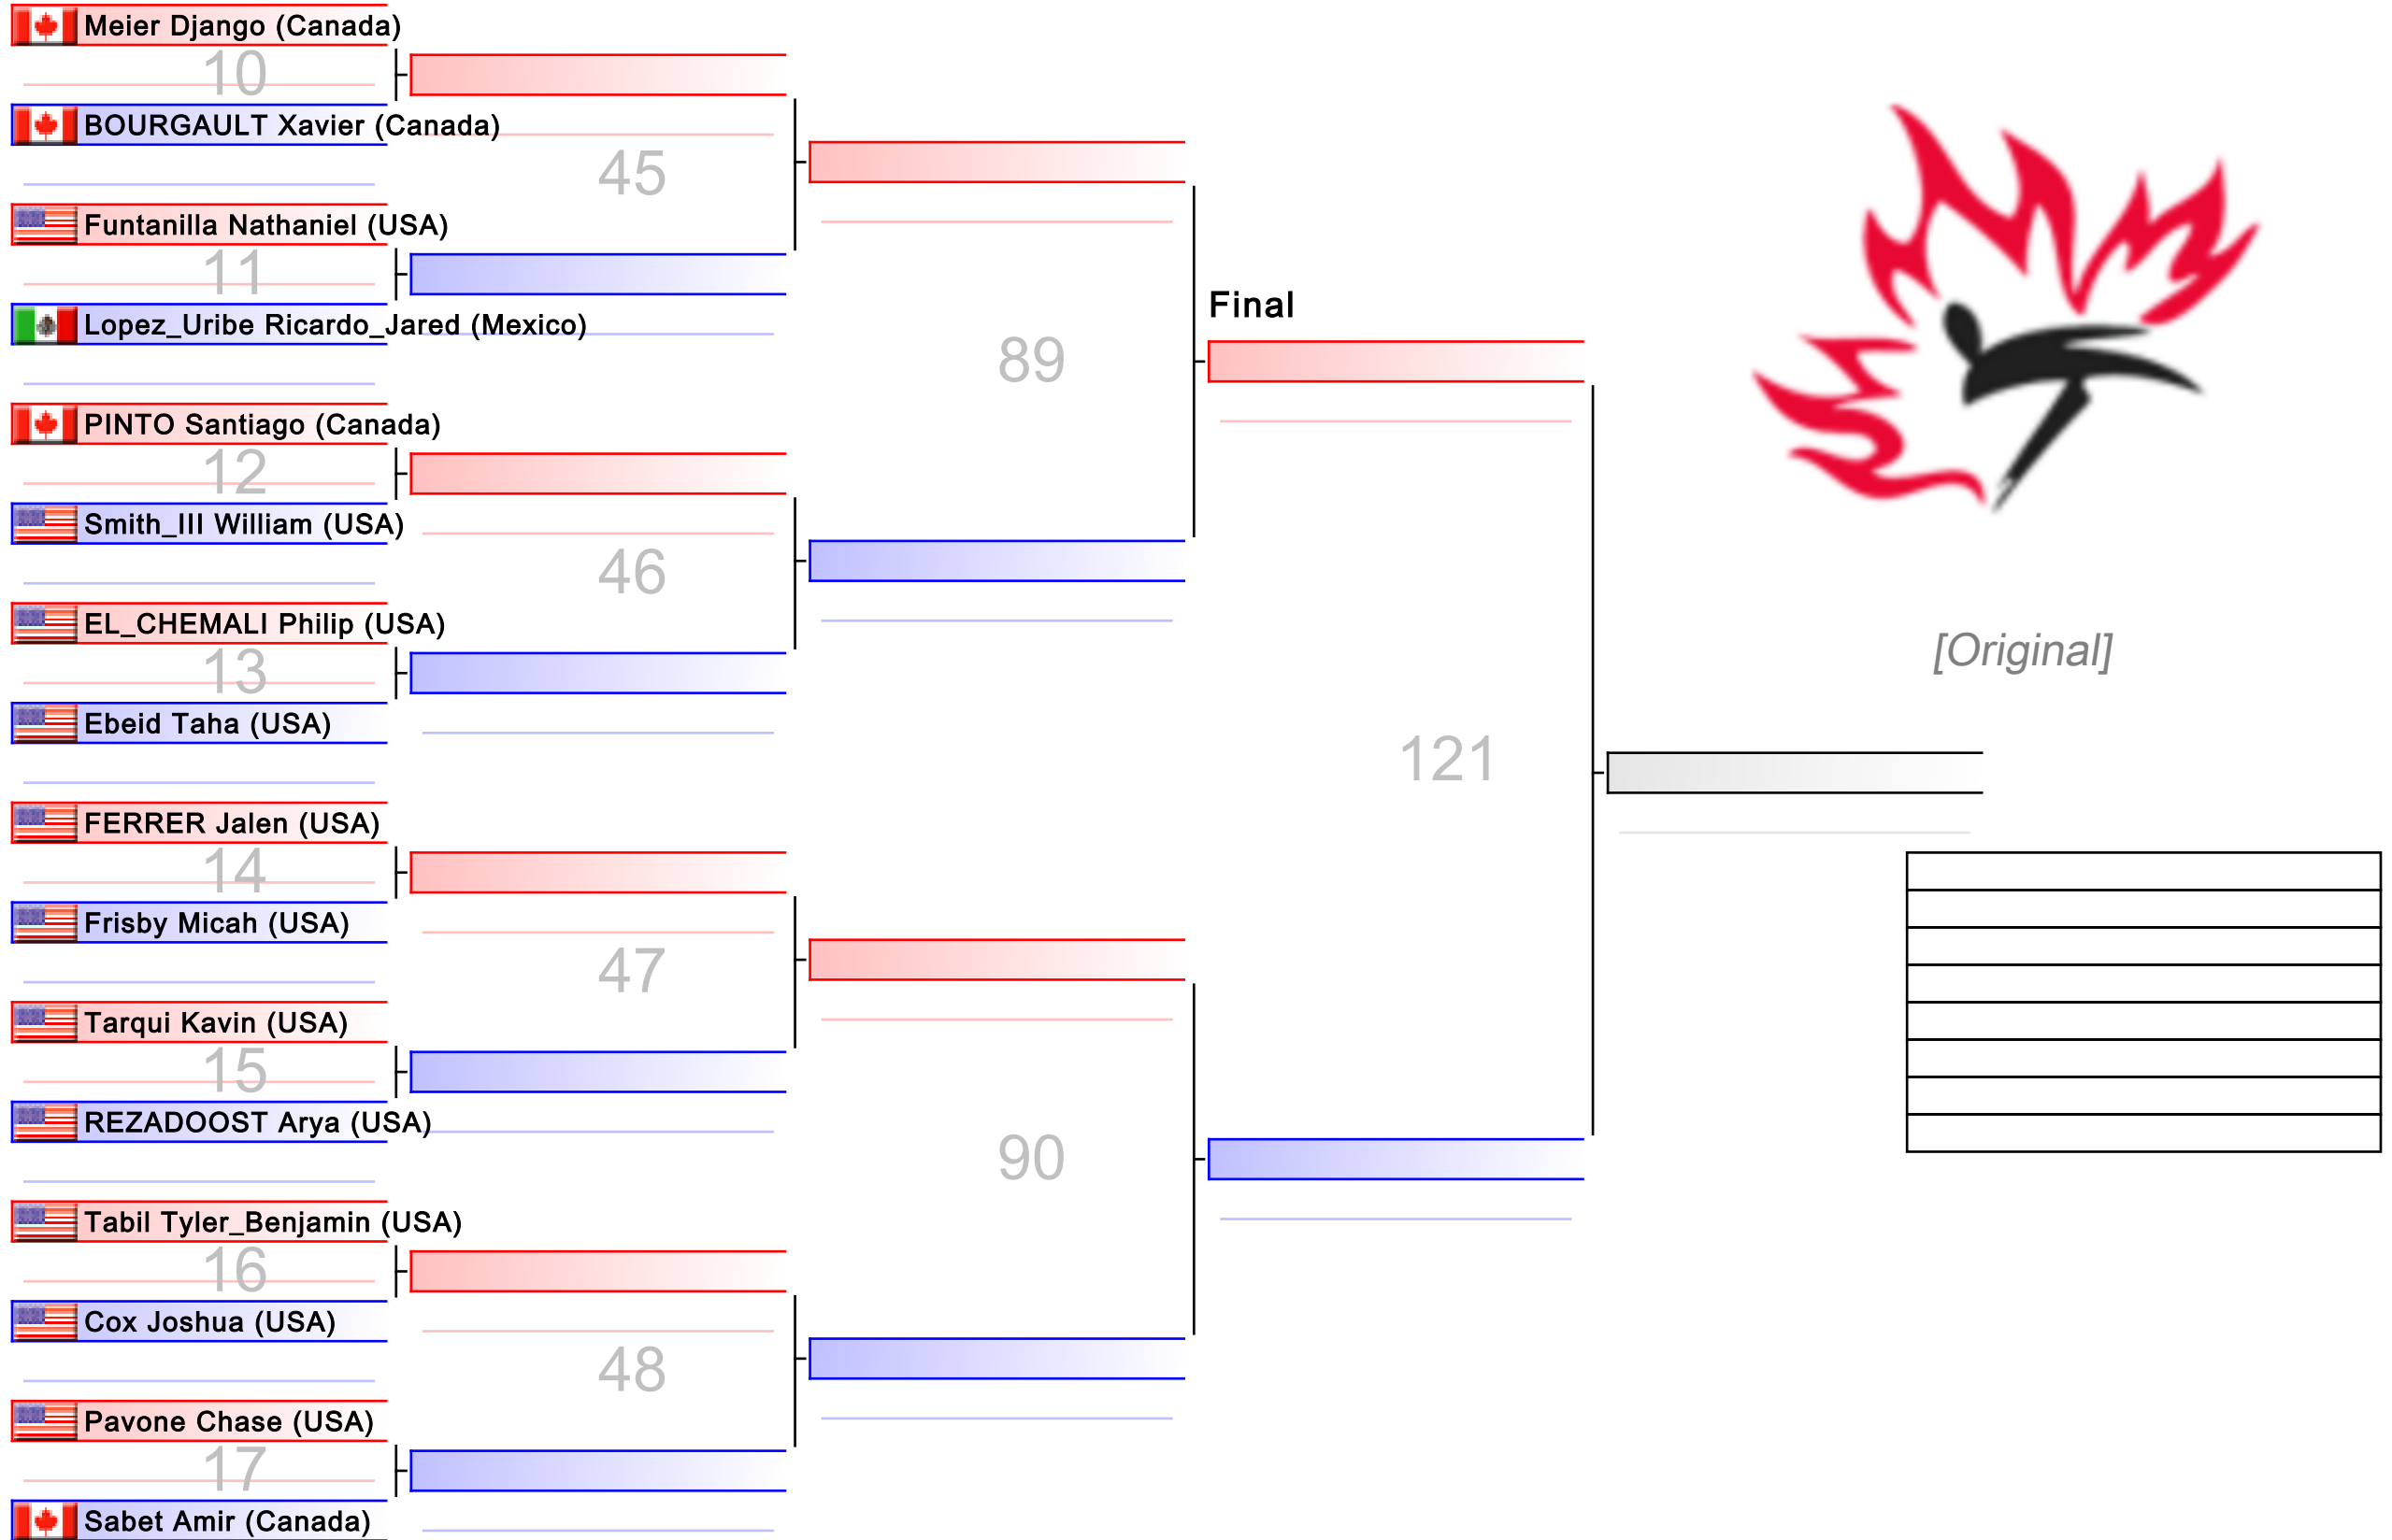 Meier Django (Canada)
10
BOURGAULT Xavier (Canada)
45
Funtanilla Nathaniel (USA)
11
Lopez_Uribe Ricardo_Jared (Mexico)
89
Final
PINTO Santiago (Canada)
12
Smith_III William (USA)
46
EL_CHEMALI Philip (USA)
13
Ebeid Taha (USA)
121
[Original]
FERRER Jalen (USA)
14
Frisby Micah (USA)
47
Tarqui Kavin (USA)
15
REZADOOST Arya (USA)
90
Tabil Tyler_Benjamin (USA)
16
Cox Joshua (USA)
48
Pavone Chase (USA)
17
Sabet Amir (Canada)